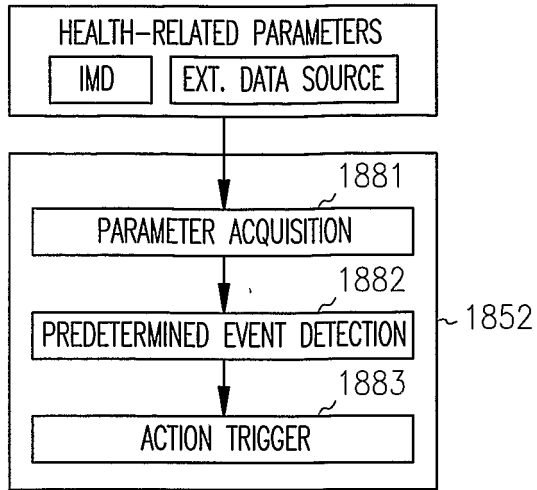 HEALTH-RELATED PARAMETERS
IMD
EXT. DATA SOURCE
1881
PARAMETER ACQUISITION
1882
PREDETERMINED EVENT DETECTION
1852
1883
ACTION TRIGGER